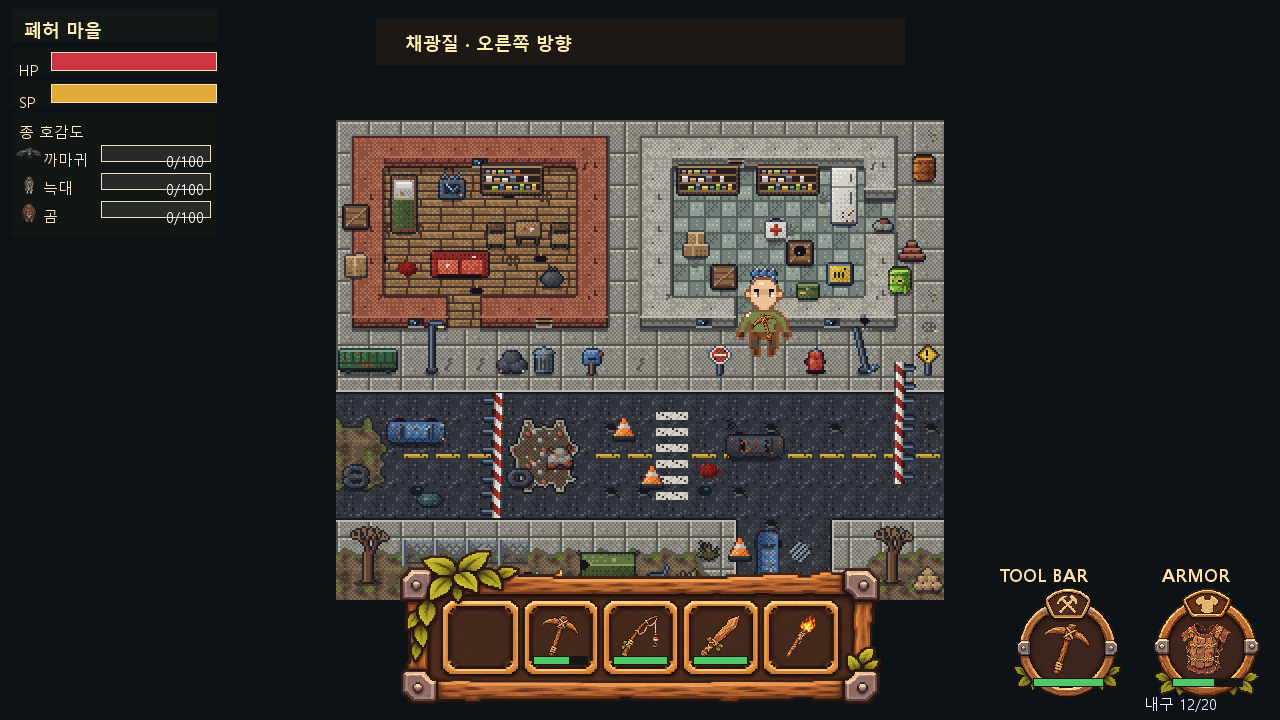 폐허 마을
채광질 · 오른쪽 방향
HP
SP
종 호감도
까마귀 0/100
늑대 0/100
곰 0/100
TOOL BAR
ARMOR
내구 12/20